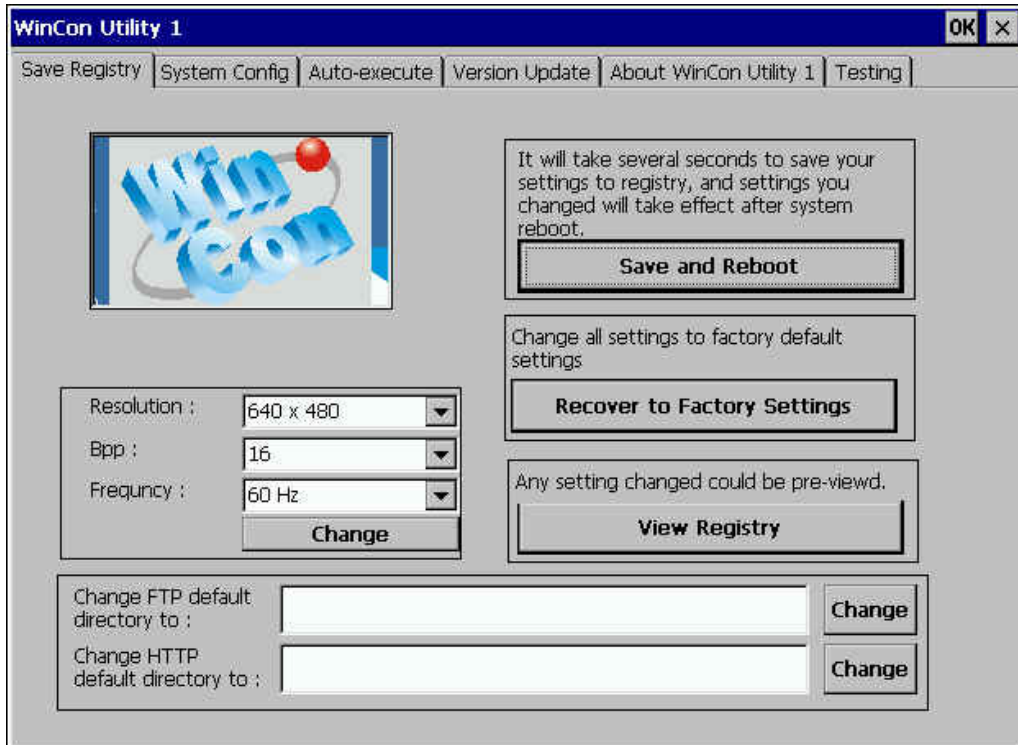 WinCon Utility 1 OK ×
Save Registry System Config Auto-execute Version Update About WinCon Utility 1 Testing
Win
Con
It will take several seconds to save your
settings to registry, and settings you
changed will take effect after system
reboot.
Save and Reboot
Change all settings to factory default
settings
Recover to Factory Settings
Resolution : 640 x 480
Bpp : 16
Frequncy : 60 Hz
Change
Any setting changed could be pre-viewd.
View Registry
Change FTP default
directory to :
Change
Change HTTP
default directory to :
Change